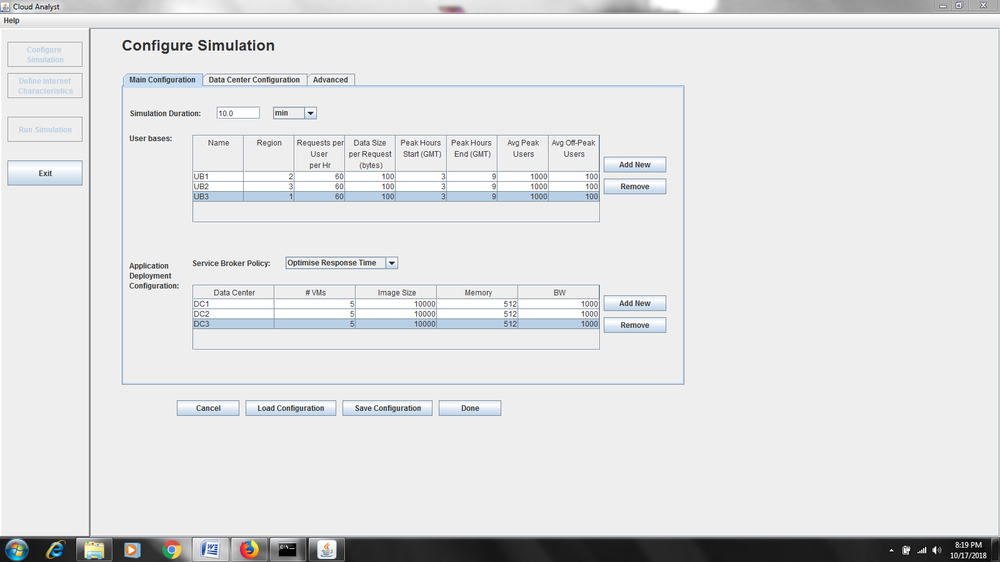 Cloud Analyst
Help
Configure
Simulation
Define Internet
Characteristics
Run Simulation
Exit
Configure Simulation
Main Configuration Data Center Configuration Advanced
Simulation Duration: 10.0 min
User bases:
Name Region Requests per User per Hr Data Size per Request (bytes) Peak Hours Start (GMT) Peak Hours End (GMT) Avg Peak Users Avg Off-Peak Users
UB1 2 60 100 3 9 1000 100
UB2 3 60 100 3 9 1000 100
UB3 1 60 100 3 9 1000 100
Add New
Remove
Application
Deployment
Configuration:
Service Broker Policy: Optimise Response Time
Data Center # VMs Image Size Memory BW
DC1 5 10000 512 1000
DC2 5 10000 512 1000
DC3 5 10000 512 1000
Add New
Remove
Cancel Load Configuration Save Configuration Done
C:\_
8:19 PM
10/17/2018